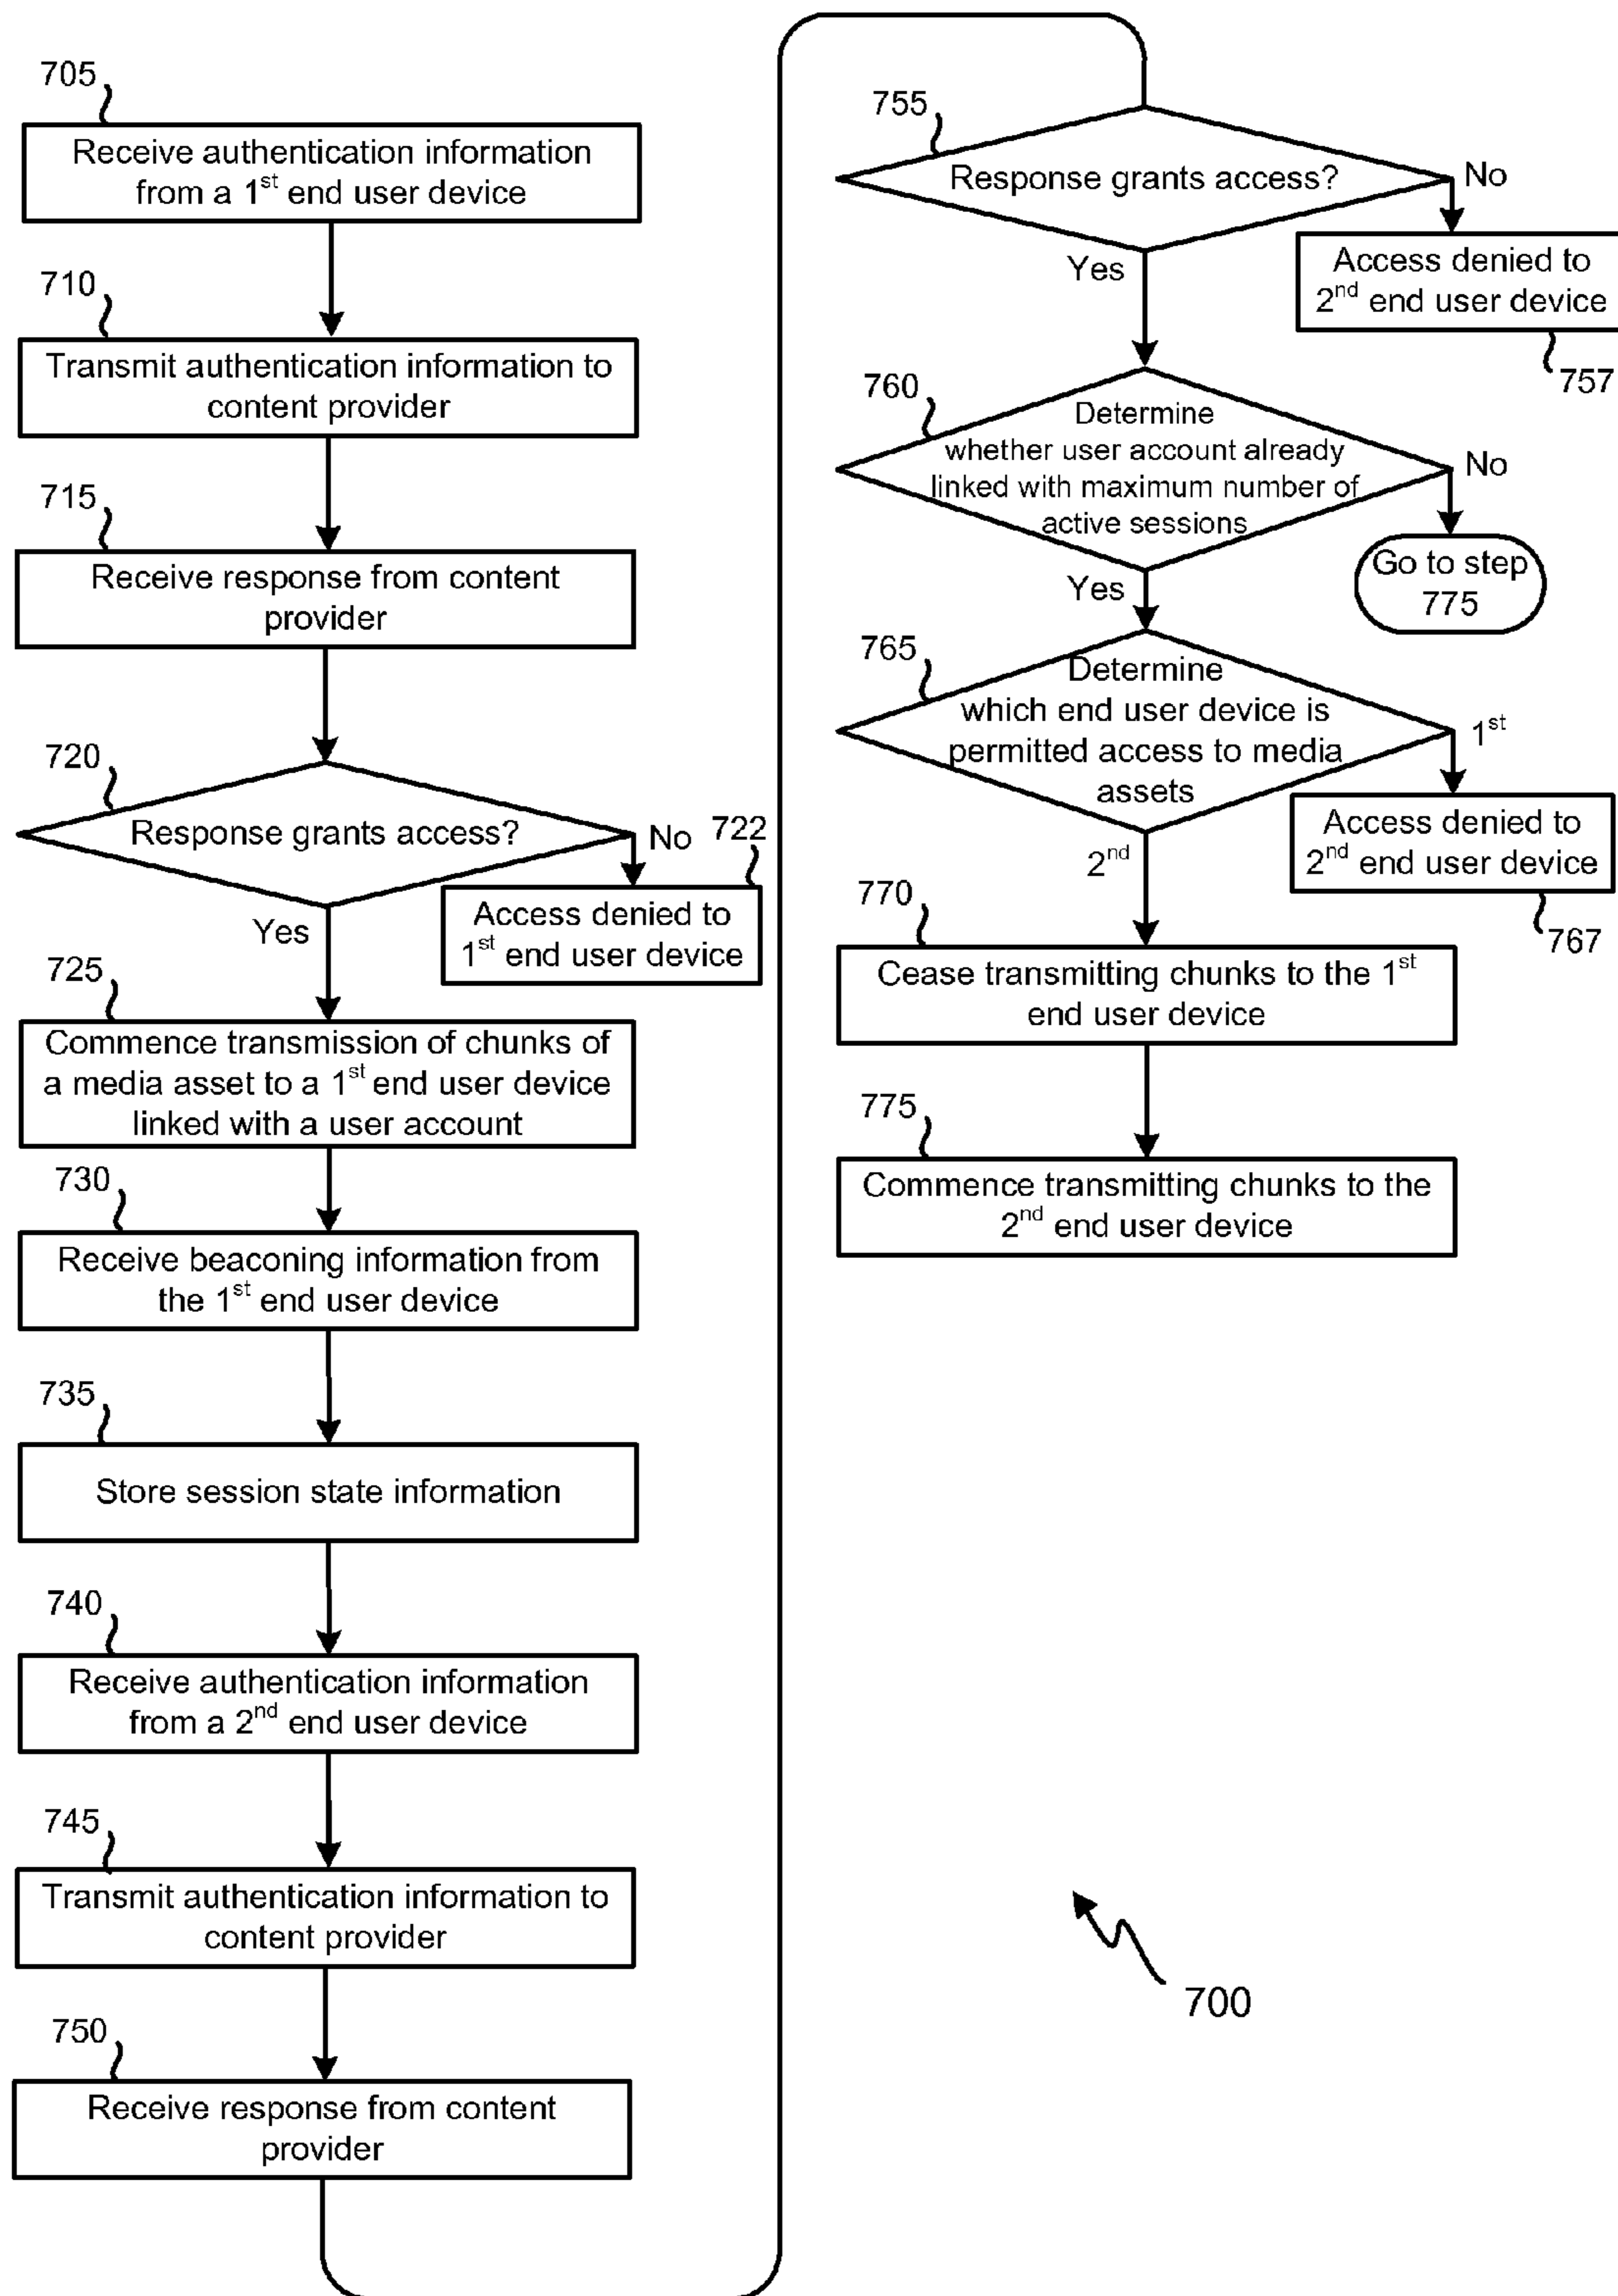 705
Receive authentication information
from a 1st end user device
710
Transmit authentication information to
content provider
715
Receive response from content
provider
720
Response grants access?
No
722
Access denied to
1st end user device
Yes
725
Commence transmission of chunks of
a media asset to a 1st end user device
linked with a user account
730
Receive beaconing information from
the 1st end user device
735
Store session state information
740
Receive authentication information
from a 2nd end user device
745
Transmit authentication information to
content provider
750
Receive response from content
provider
755
Response grants access?
No
Access denied to
2nd end user device
757
Yes
760
Determine
whether user account already
linked with maximum number of
active sessions
No
Go to step
775
Yes
765
Determine
which end user device is
permitted access to media
assets
1st
Access denied to
2nd end user device
767
2nd
770
Cease transmitting chunks to the 1st
end user device
775
Commence transmitting chunks to the
2nd end user device
700